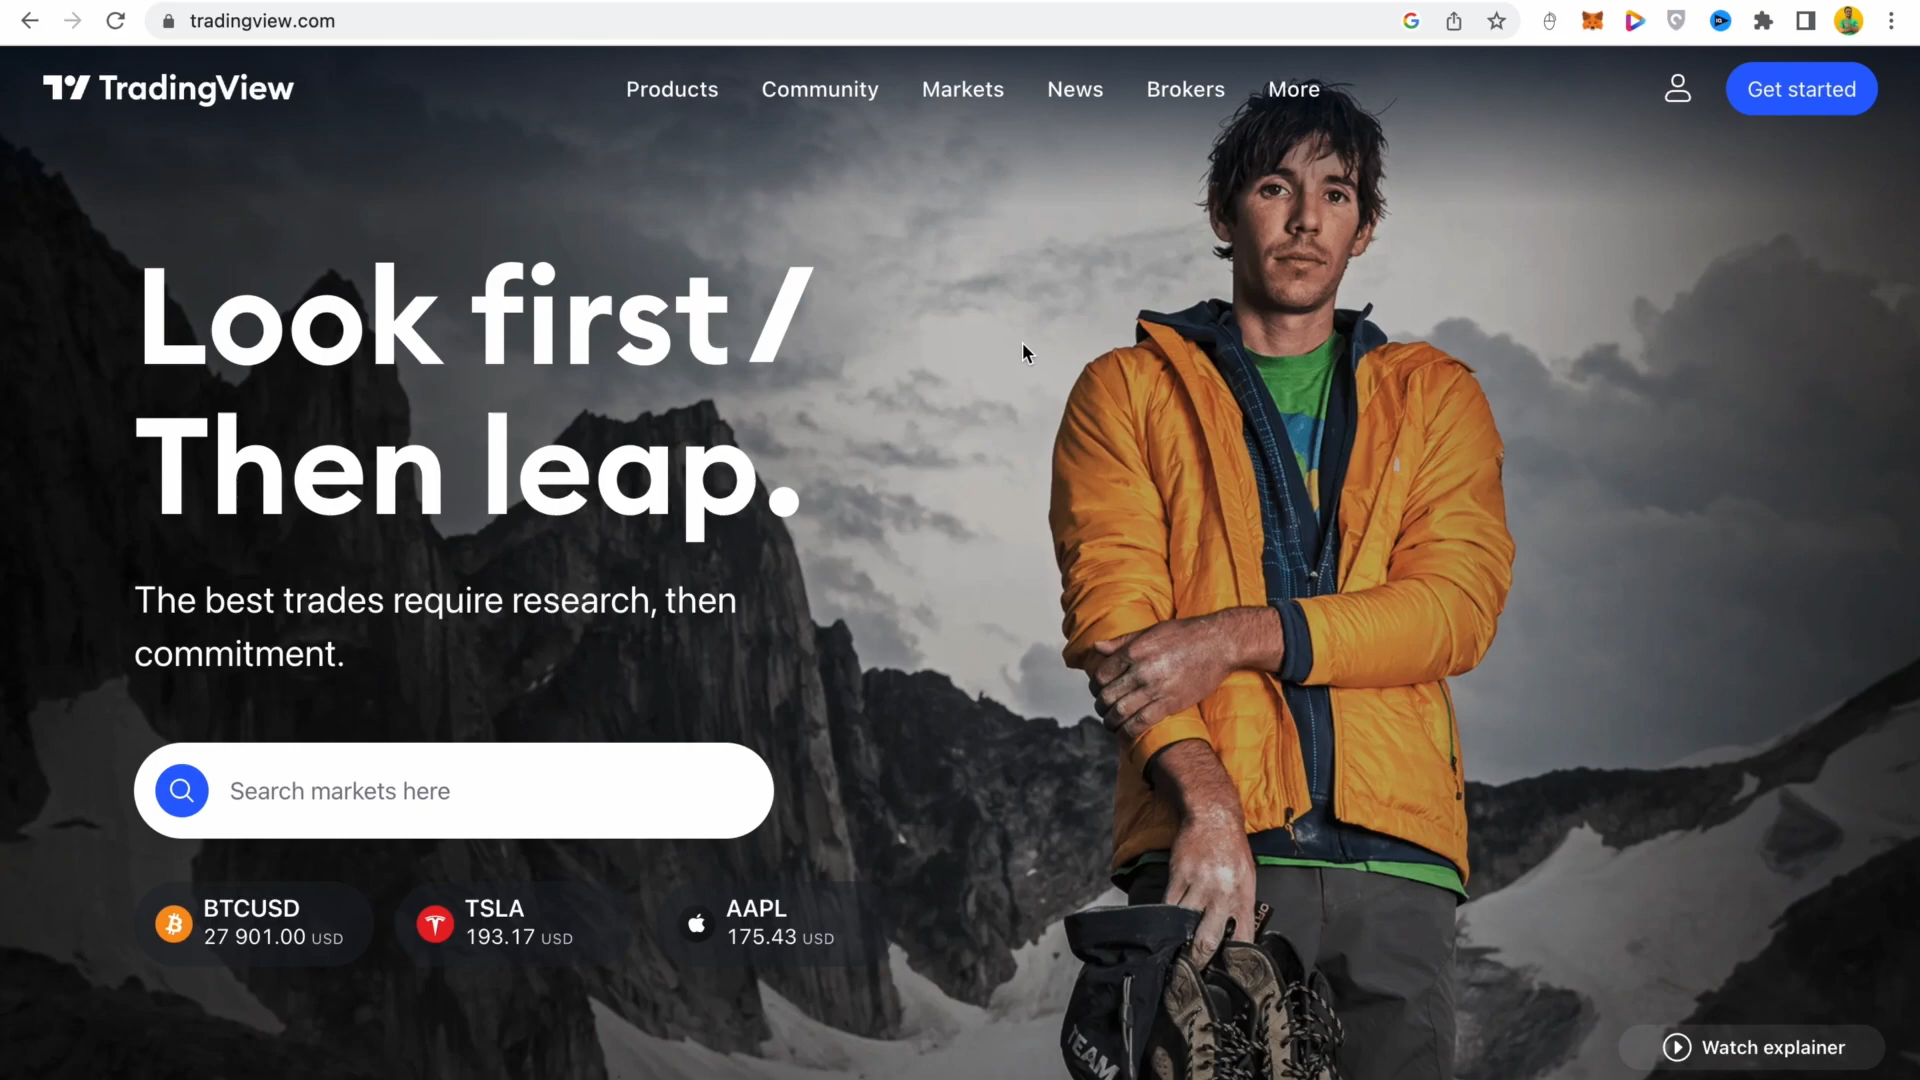 tradingview.com
TradingView
Products
Community
Markets
News
Brokers
More
Get started
Look first /
Then leap.
The best trades require research, then
commitment.
Search markets here
BTCUSD
27 901.00 USD
TSLA
193.17 USD
AAPL
175.43 USD
TEAM
Watch explainer